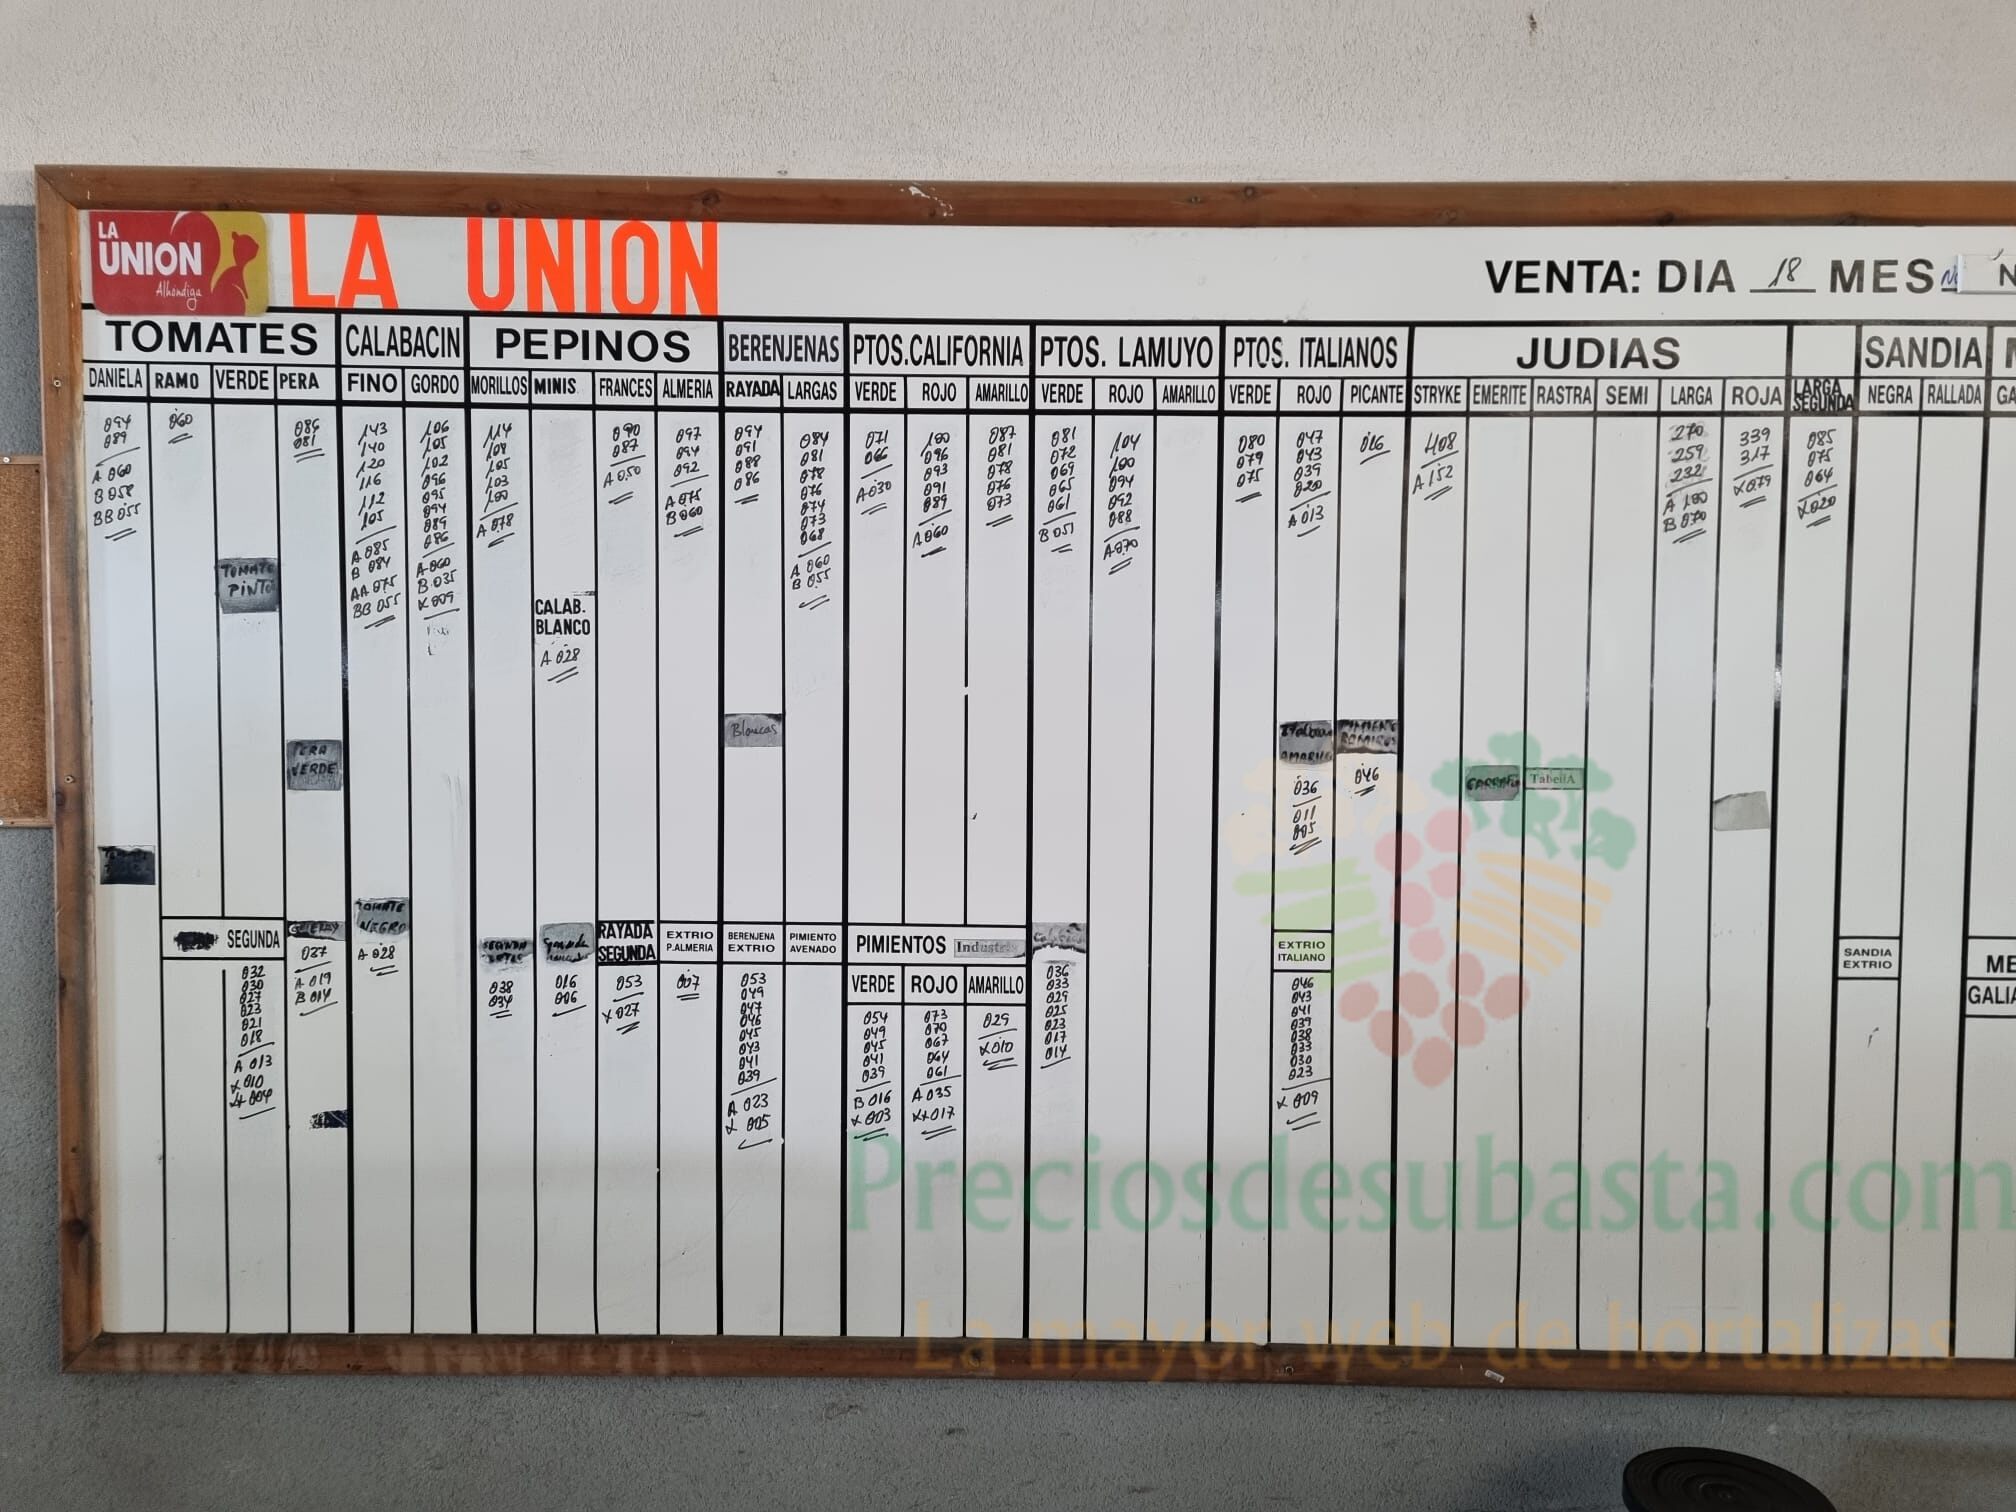 LA
UNION
Alhóndiga
LA UNION
VENTA: DIA 18 MES
TOMATES
CALABACIN
PEPINOS
BERENJENAS
PTOS.CALIFORNIA
PTOS. LAMUYO
PTOS. ITALIANOS
JUDIAS
SANDIA
DANIELA
RAMO
VERDE
PERA
FINO
GORDO
MORILLOS
MINIS
FRANCES
ALMERIA
RAYADA
LARGAS
VERDE
ROJO
AMARILLO
VERDE
ROJO
AMARILLO
VERDE
ROJO
PICANTE
STRYKE
EMERITE
RASTRA
SEMI
LARGA
ROJA
LARGA
SEGUNDA
NEGRA
RALLADA
094
089
A 060
B 058
BB 055
060
TOMATE
PINTO
081
PERA
VERDE
143
140
120
116
112
105
A 085
B 084
AA 075
BB 055
106
105
102
096
095
094
089
086
A 060
B 035
X 009
114
108
105
103
100
A 078
CALAB.
BLANCO
A 028
090
087
A 050
097
094
092
A 075
B 060
094
091
088
086
Blancas
084
081
078
076
074
073
068
A 060
B 055
071
066
A 030
100
096
093
091
089
A 060
087
081
078
076
073
081
072
069
065
061
B 051
104
100
094
092
088
A 070
080
079
075
047
043
039
020
A 013
AMARILLO
036
011
005
016
046
408
A 152
TabellA
270
259
232
A 100
B 070
339
317
X 079
085
075
064
X 020
SEGUNDA
032
030
027
023
021
018
A 013
X 010
X 004
037
A 019
B 014
TOMATE
NEGRO
A 028
038
034
016
006
RAYADA
SEGUNDA
053
X 027
EXTRIO
P.ALMERIA
007
BERENJENA
EXTRIO
053
049
047
046
045
043
041
039
A 023
X 005
PIMIENTO
AVENADO
PIMIENTOS
VERDE
ROJO
AMARILLO
054
049
045
041
039
B 016
X 003
073
070
067
064
061
A 035
XX 017
029
X 010
036
033
029
025
023
017
014
EXTRIO
ITALIANO
046
043
041
039
038
033
030
023
X 009
SANDIA
EXTRIO
Preciosdesubasta.com
La mayor web de hortalizas